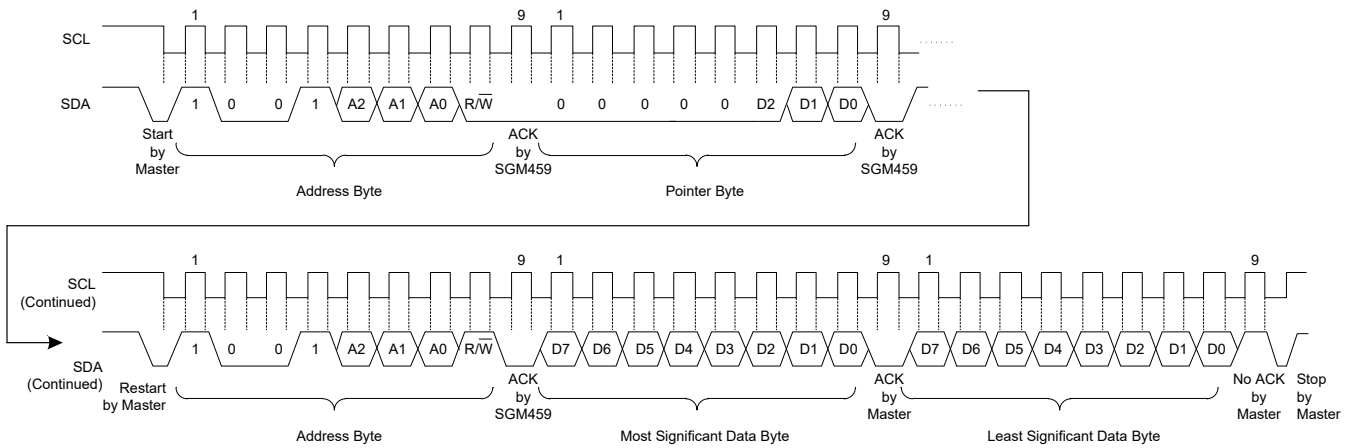 1 9 1 9
SCL
.......
SDA 1 0 0 1 A2 A1 A0 R/W 0 0 0 0 0 D2 D1 D0
.......
Start
by
Master
ACK
by
SGM459
ACK
by
SGM459
Address Byte
Pointer Byte
1 9 1 9 1 9
SCL
(Continued)
SDA
(Continued)
1 0 0 1 A2 A1 A0 R/W D7 D6 D5 D4 D3 D2 D1 D0 D7 D6 D5 D4 D3 D2 D1 D0
Restart
by Master
ACK
by
SGM459
ACK
by
Master
No ACK
by
Master
Stop
by
Master
Address Byte
Most Significant Data Byte
Least Significant Data Byte